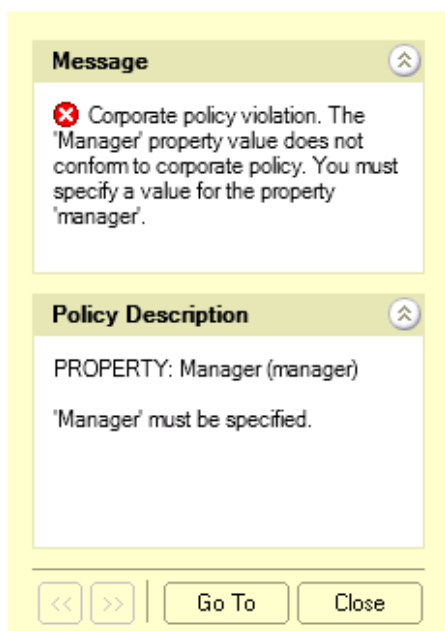 Message
Corporate policy violation. The
'Manager' property value does not
conform to corporate policy. You must
specify a value for the property
'manager'.
Policy Description
PROPERTY: Manager (manager)
'Manager' must be specified.
<< >> Go To Close